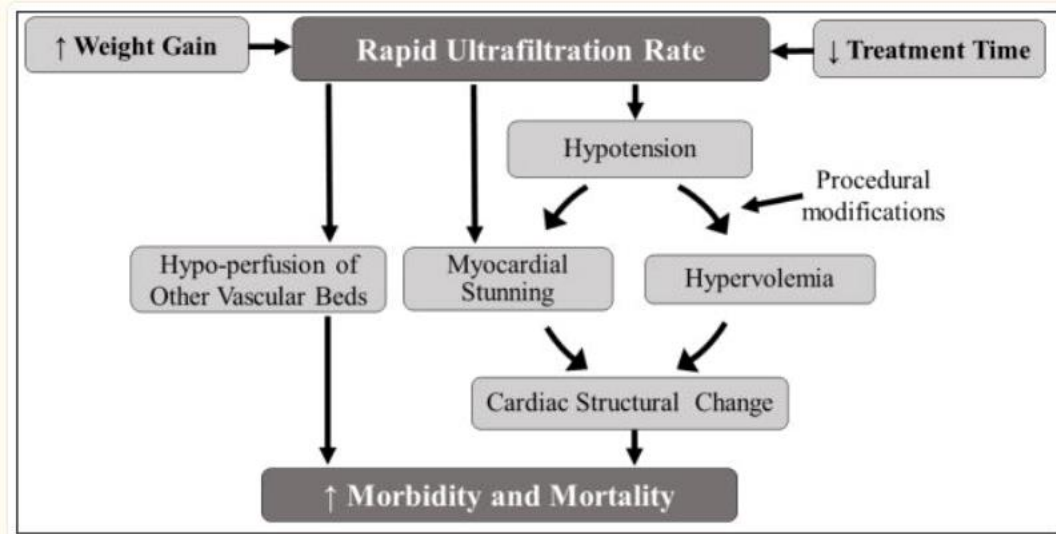 ↑ Weight Gain
Rapid Ultrafiltration Rate
↓ Treatment Time
Hypotension
Procedural
modifications
Hypo-perfusion of
Other Vascular Beds
Myocardial
Stunning
Hypervolemia
Cardiac Structural Change
↑ Morbidity and Mortality